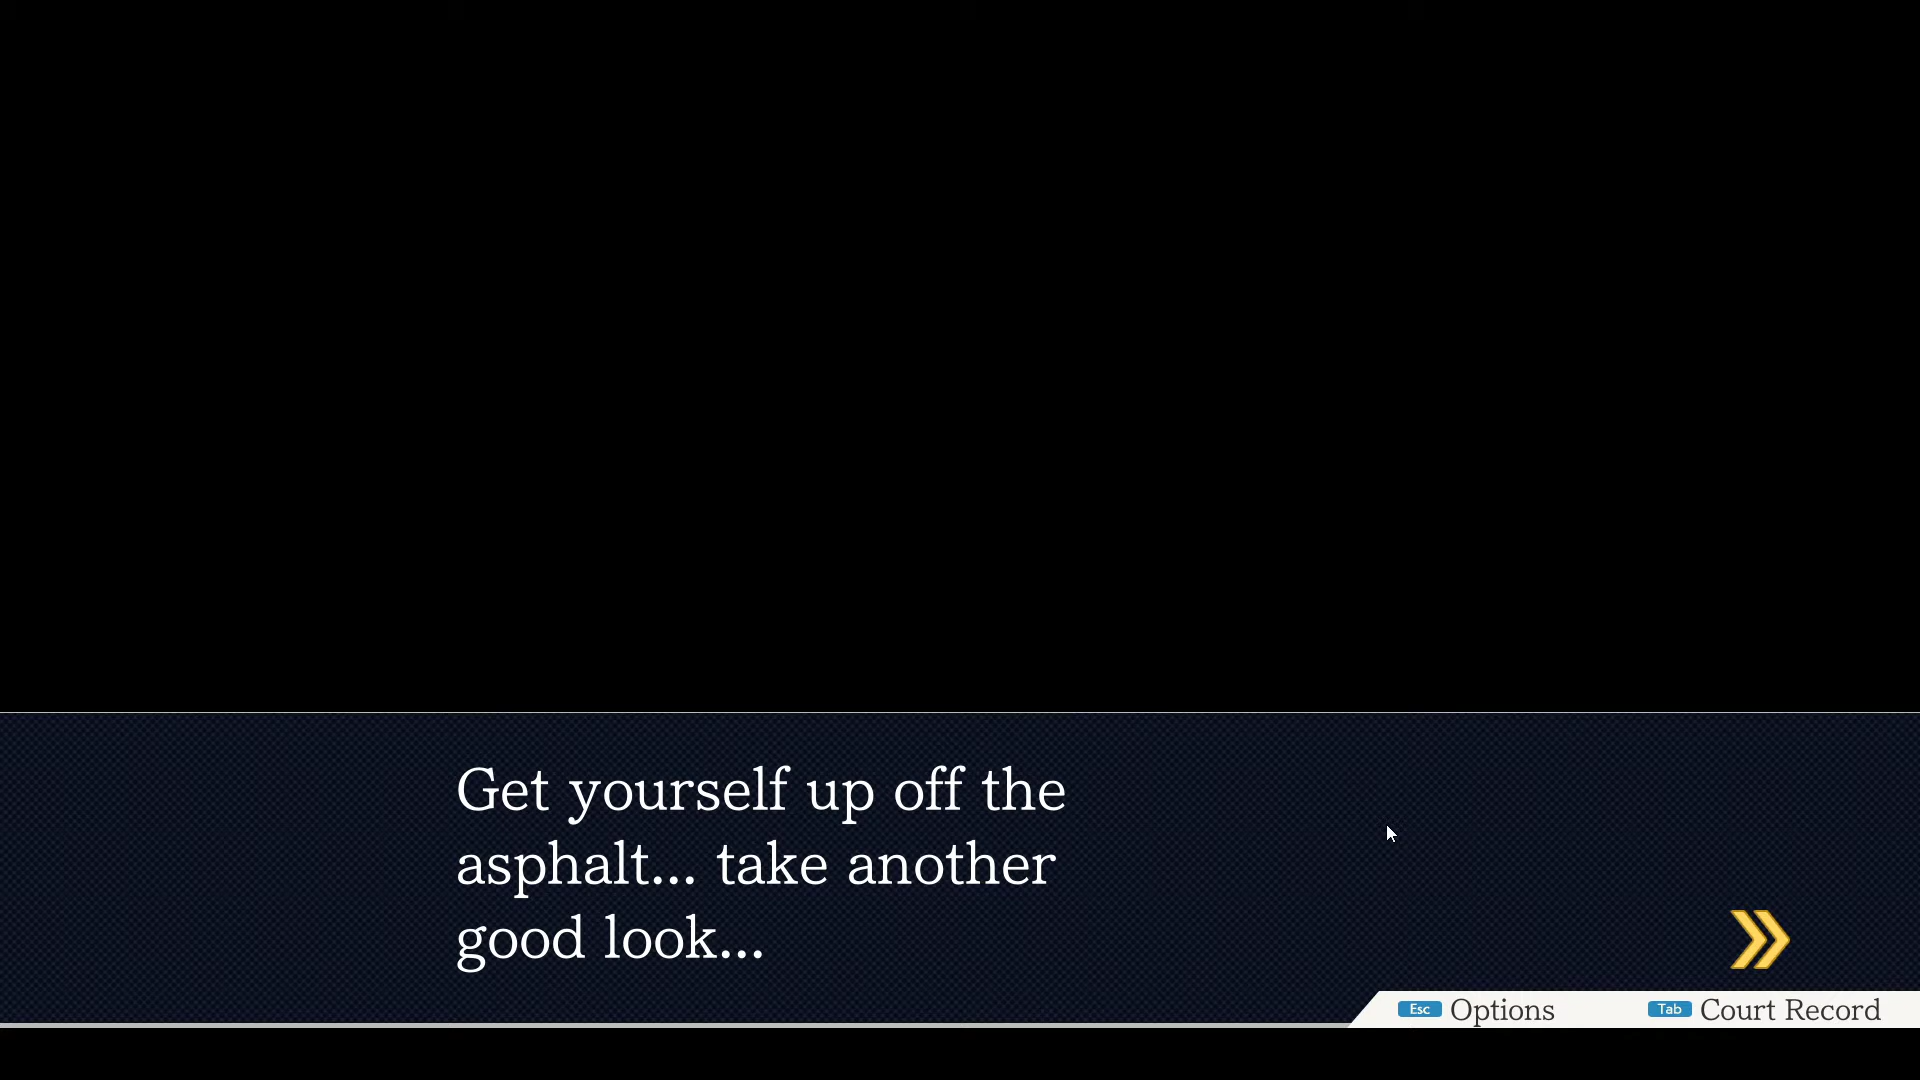 Get yourself up off the
asphalt... take another
good look...
Esc Options Tab Court Record